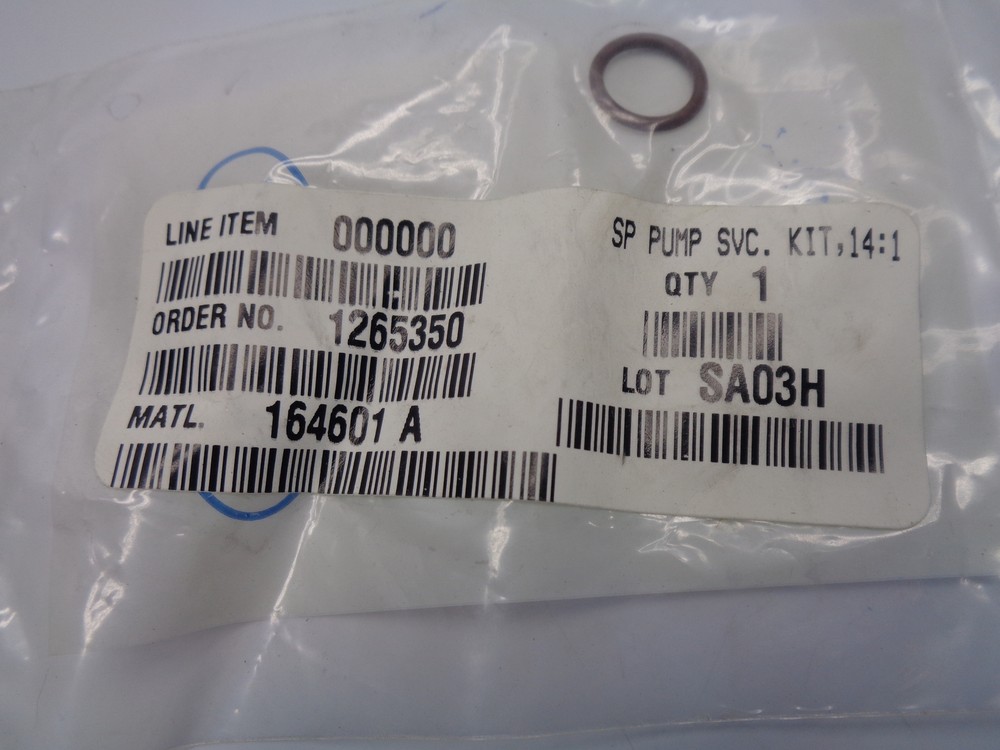 LINE ITEM 000000
ORDER NO. 1265350
MATL. 164601 A
SP PUMP SVC. KIT,14:1
QTY 1
LOT SA03H